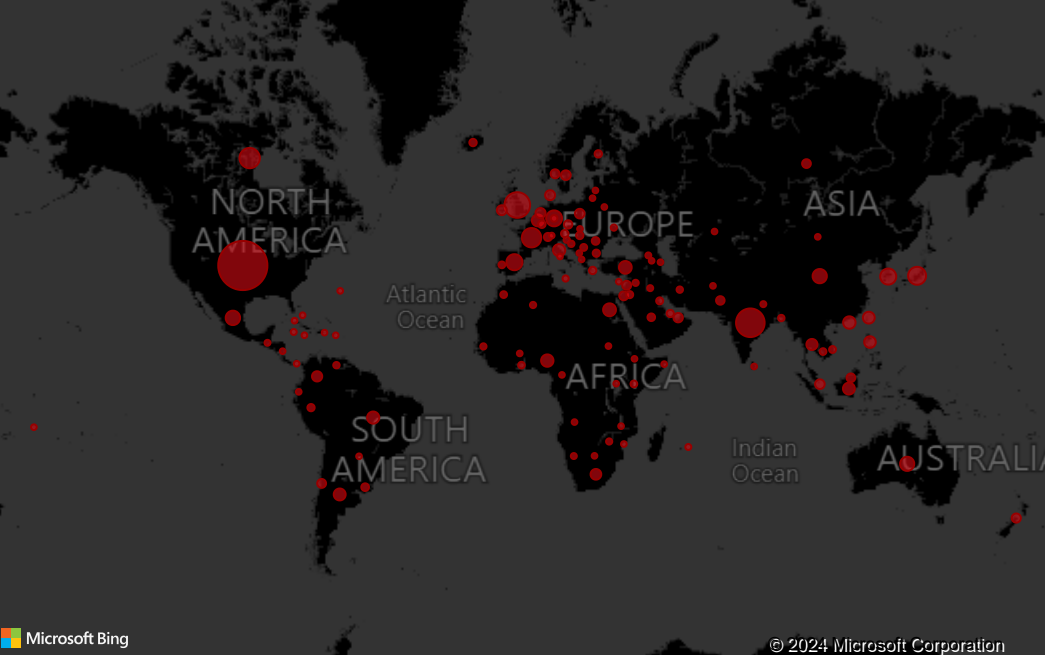 NORTH
AMERICA
EUROPE
ASIA
Atlantic
Ocean
AFRICA
SOUTH
AMERICA
Indian
Ocean
AUSTRALIA
Microsoft Bing
© 2024 Microsoft Corporation